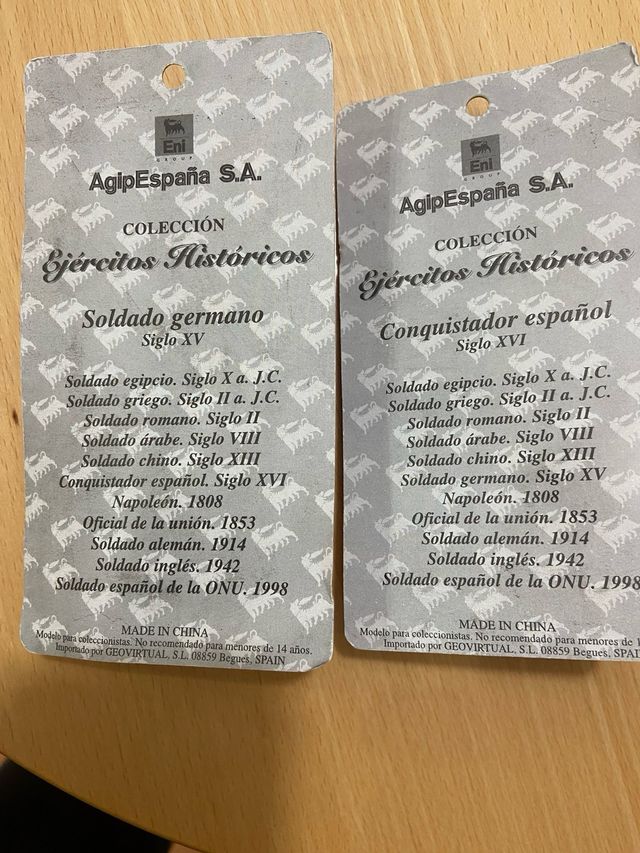 Eni
GROUP
AgipEspaña S.A.
COLECCIÓN
Ejércitos Históricos
Soldado germano
Siglo XV
Soldado egipcio. Siglo X a. J.C.
Soldado griego. Siglo II a. J.C.
Soldado romano. Siglo II
Soldado árabe. Siglo VIII
Soldado chino. Siglo XIII
Conquistador español. Siglo XVI
Napoleón. 1808
Oficial de la unión. 1853
Soldado alemán. 1914
Soldado inglés. 1942
Soldado español de la ONU. 1998
MADE IN CHINA
Modelo para coleccionistas. No recomendado para menores de 14 años.
Importado por GEOVIRTUAL, S.L. 08859 Begues, SPAIN
Eni
GROUP
AgipEspaña S.A.
COLECCIÓN
Ejércitos Históricos
Conquistador español
Siglo XVI
Soldado egipcio. Siglo X a. J.C.
Soldado griego. Siglo II a. J.C.
Soldado romano. Siglo II
Soldado árabe. Siglo VIII
Soldado chino. Siglo XIII
Soldado germano. Siglo XV
Napoleón. 1808
Oficial de la unión. 1853
Soldado alemán. 1914
Soldado inglés. 1942
Soldado español de la ONU. 1998
MADE IN CHINA
Modelo para coleccionistas. No recomendado para menores de
Importado por GEOVIRTUAL, S.L. 08859 Begues,